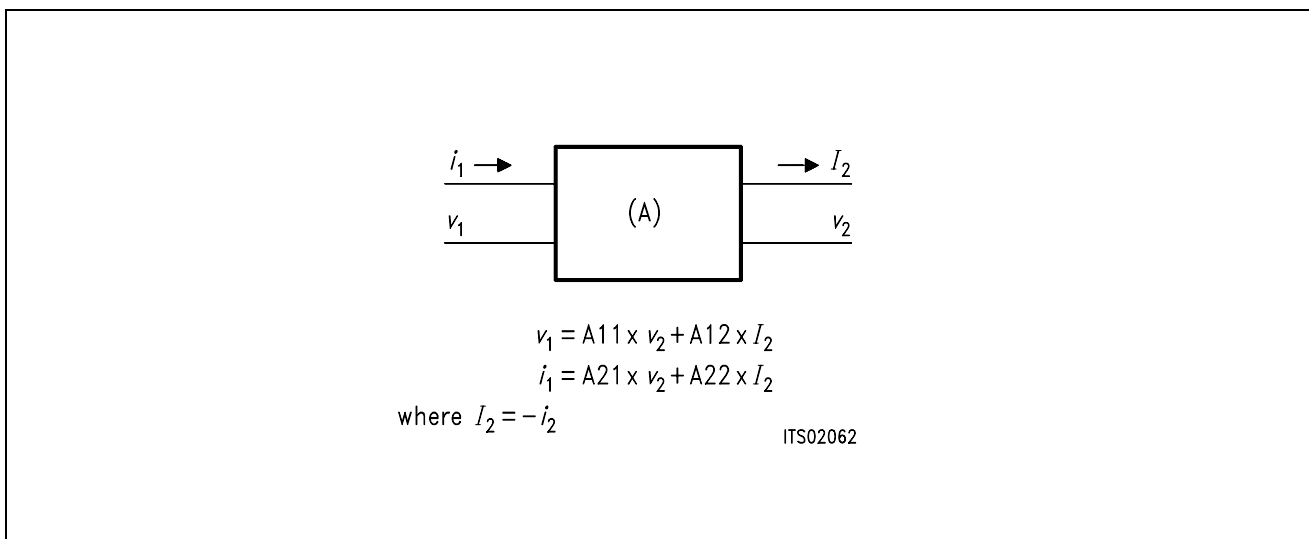 i₁ → → I₂
(A)
v₁ v₂
v₁ = A11 x v₂ + A12 x I₂
i₁ = A21 x v₂ + A22 x I₂
where I₂ = – i₂
ITS02062